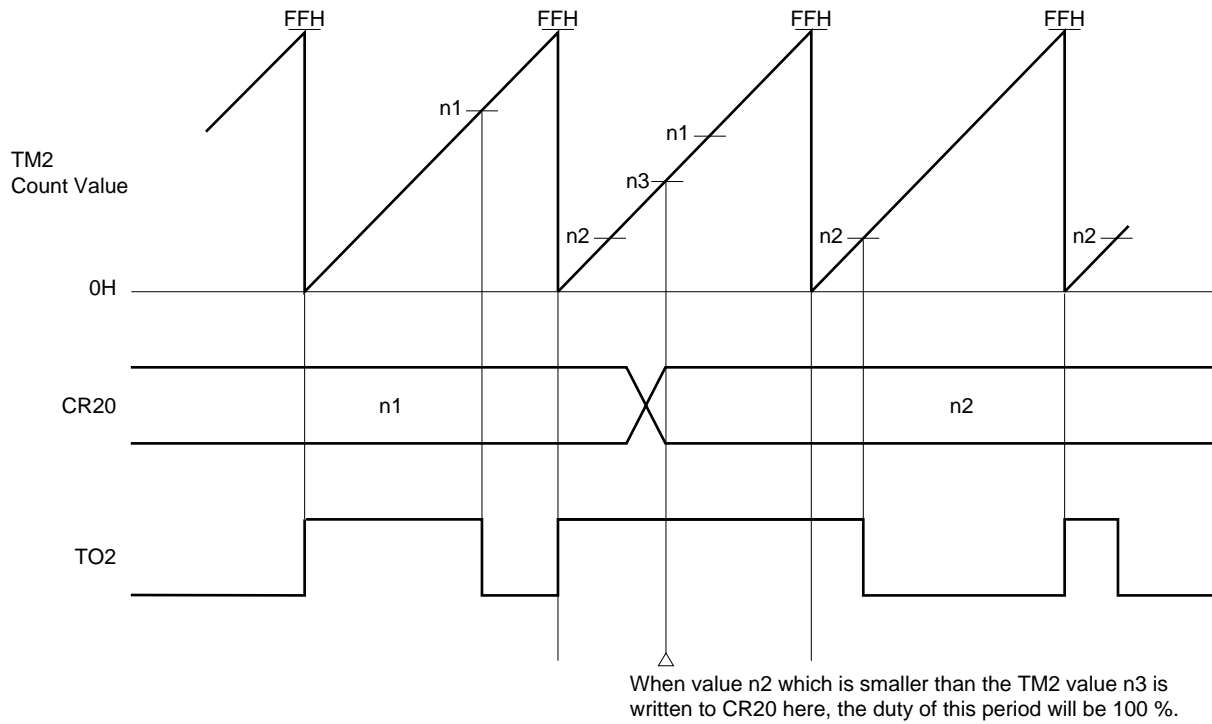 FFH FFH FFH FFH
n1
n1
TM2
Count Value
n3
n2 n2 n2
0H
CR20 n1 n2
TO2
When value n2 which is smaller than the TM2 value n3 is
written to CR20 here, the duty of this period will be 100 %.